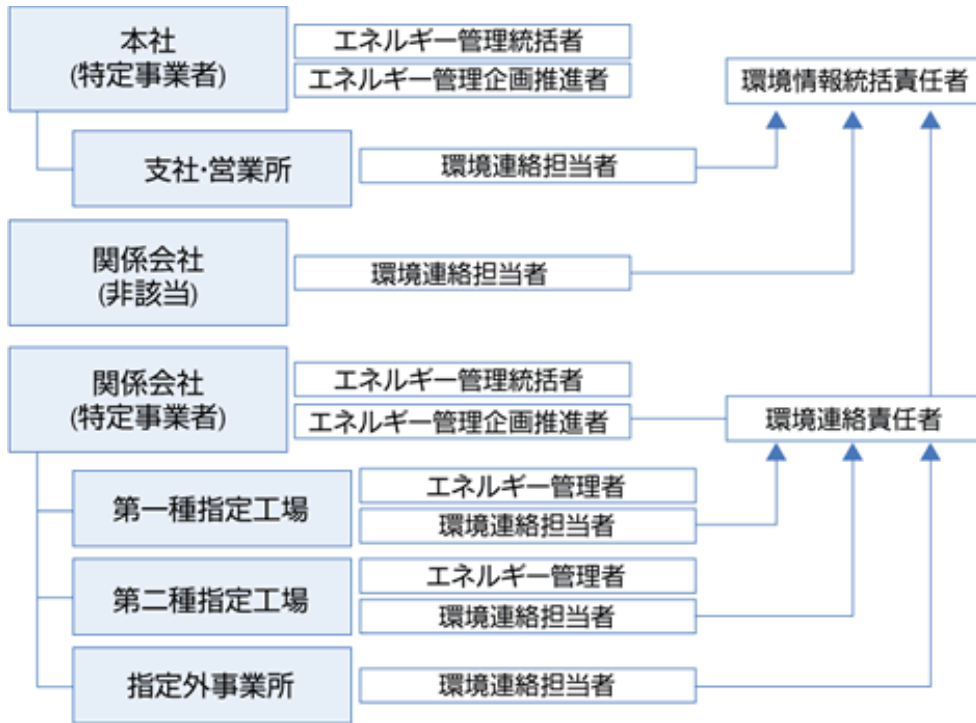 本社
(特定事業者)
エネルギー管理統括者
エネルギー管理企画推進者
環境情報統括責任者
支社・営業所
環境連絡担当者
関係会社
(非該当)
環境連絡担当者
関係会社
(特定事業者)
エネルギー管理統括者
エネルギー管理企画推進者
環境連絡責任者
第一種指定工場
エネルギー管理者
環境連絡担当者
第二種指定工場
エネルギー管理者
環境連絡担当者
指定外事業所
環境連絡担当者